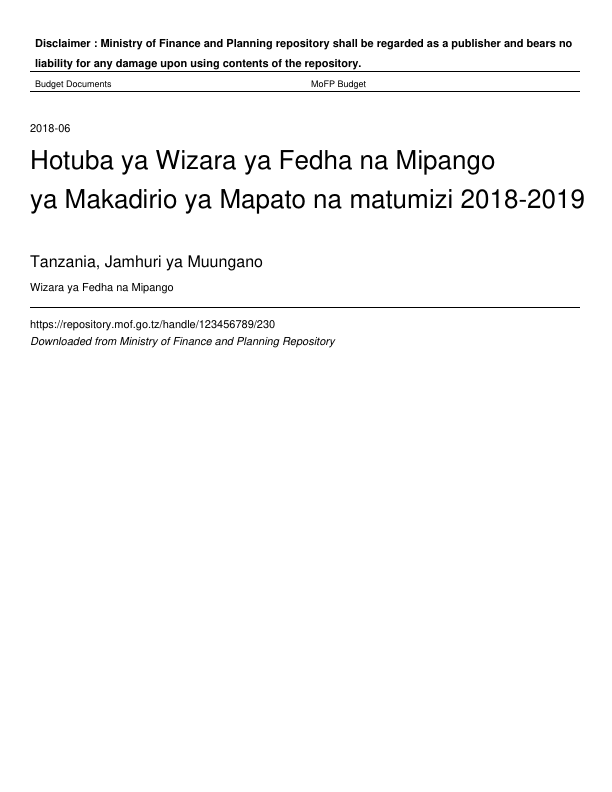 Disclaimer : Ministry of Finance and Planning repository shall be regarded as a publisher and bears no
liability for any damage upon using contents of the repository.
Budget Documents MoFP Budget
2018-06
Hotuba ya Wizara ya Fedha na Mipango
ya Makadirio ya Mapato na matumizi 2018-2019
Tanzania, Jamhuri ya Muungano
Wizara ya Fedha na Mipango
https://repository.mof.go.tz/handle/123456789/230
Downloaded from Ministry of Finance and Planning Repository